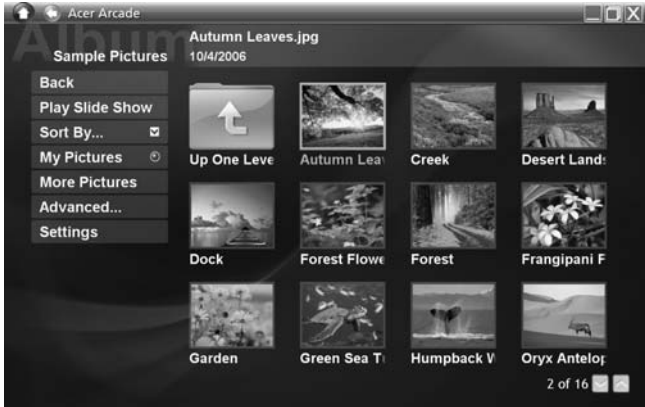 Acer Arcade
Album
Autumn Leaves.jpg
Sample Pictures
10/4/2006
Back
Play Slide Show
Sort By...
My Pictures
More Pictures
Advanced...
Settings
Up One Leve
Autumn Leav
Creek
Desert Lands
Dock
Forest Flowe
Forest
Frangipani F
Garden
Green Sea T
Humpback W
Oryx Antelop
2 of 16